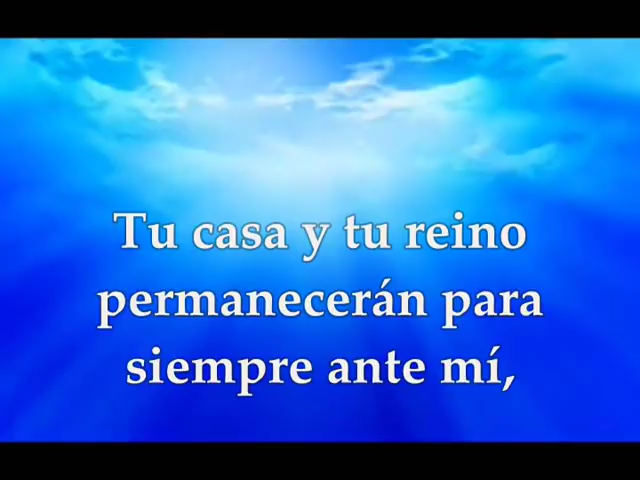 Tu casa y tu reino
permanecerán para
siempre ante mí,